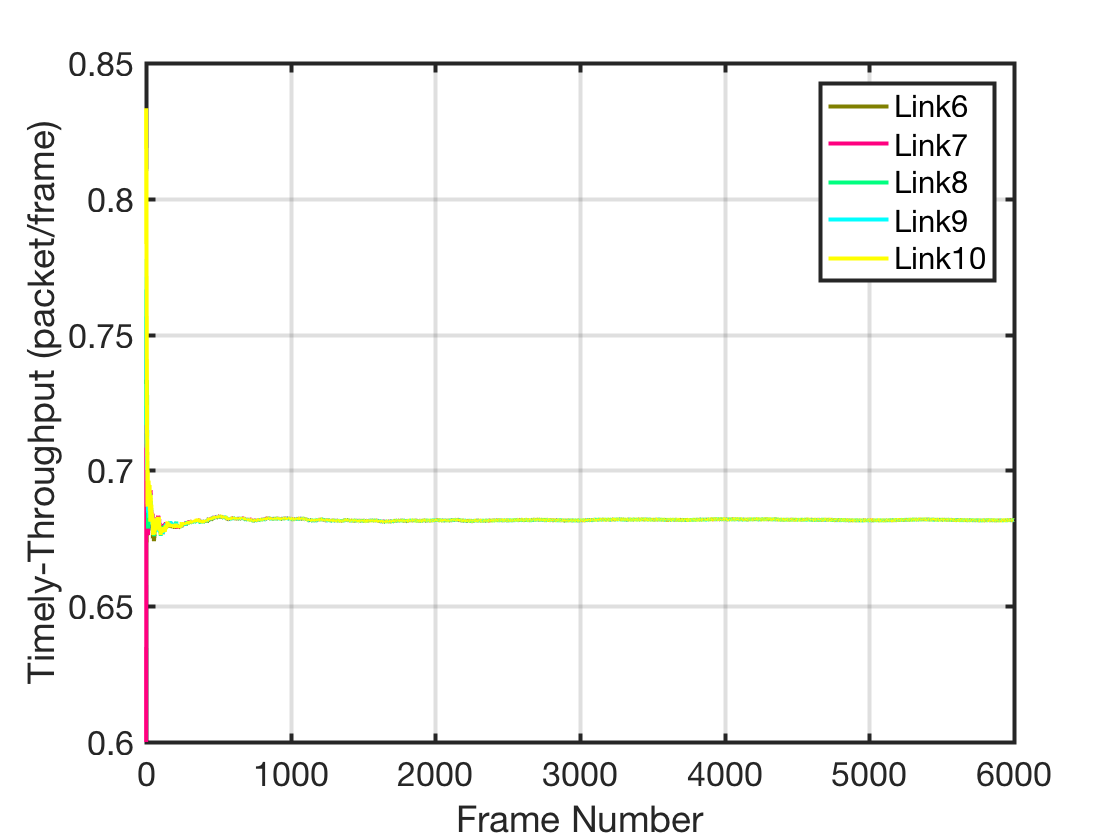 0.85
0.8
0.75
0.7
0.65
0.6
Timely-Throughput (packet/frame)
Link6
Link7
Link8
Link9
Link10
0 1000 2000 3000 4000 5000 6000
Frame Number